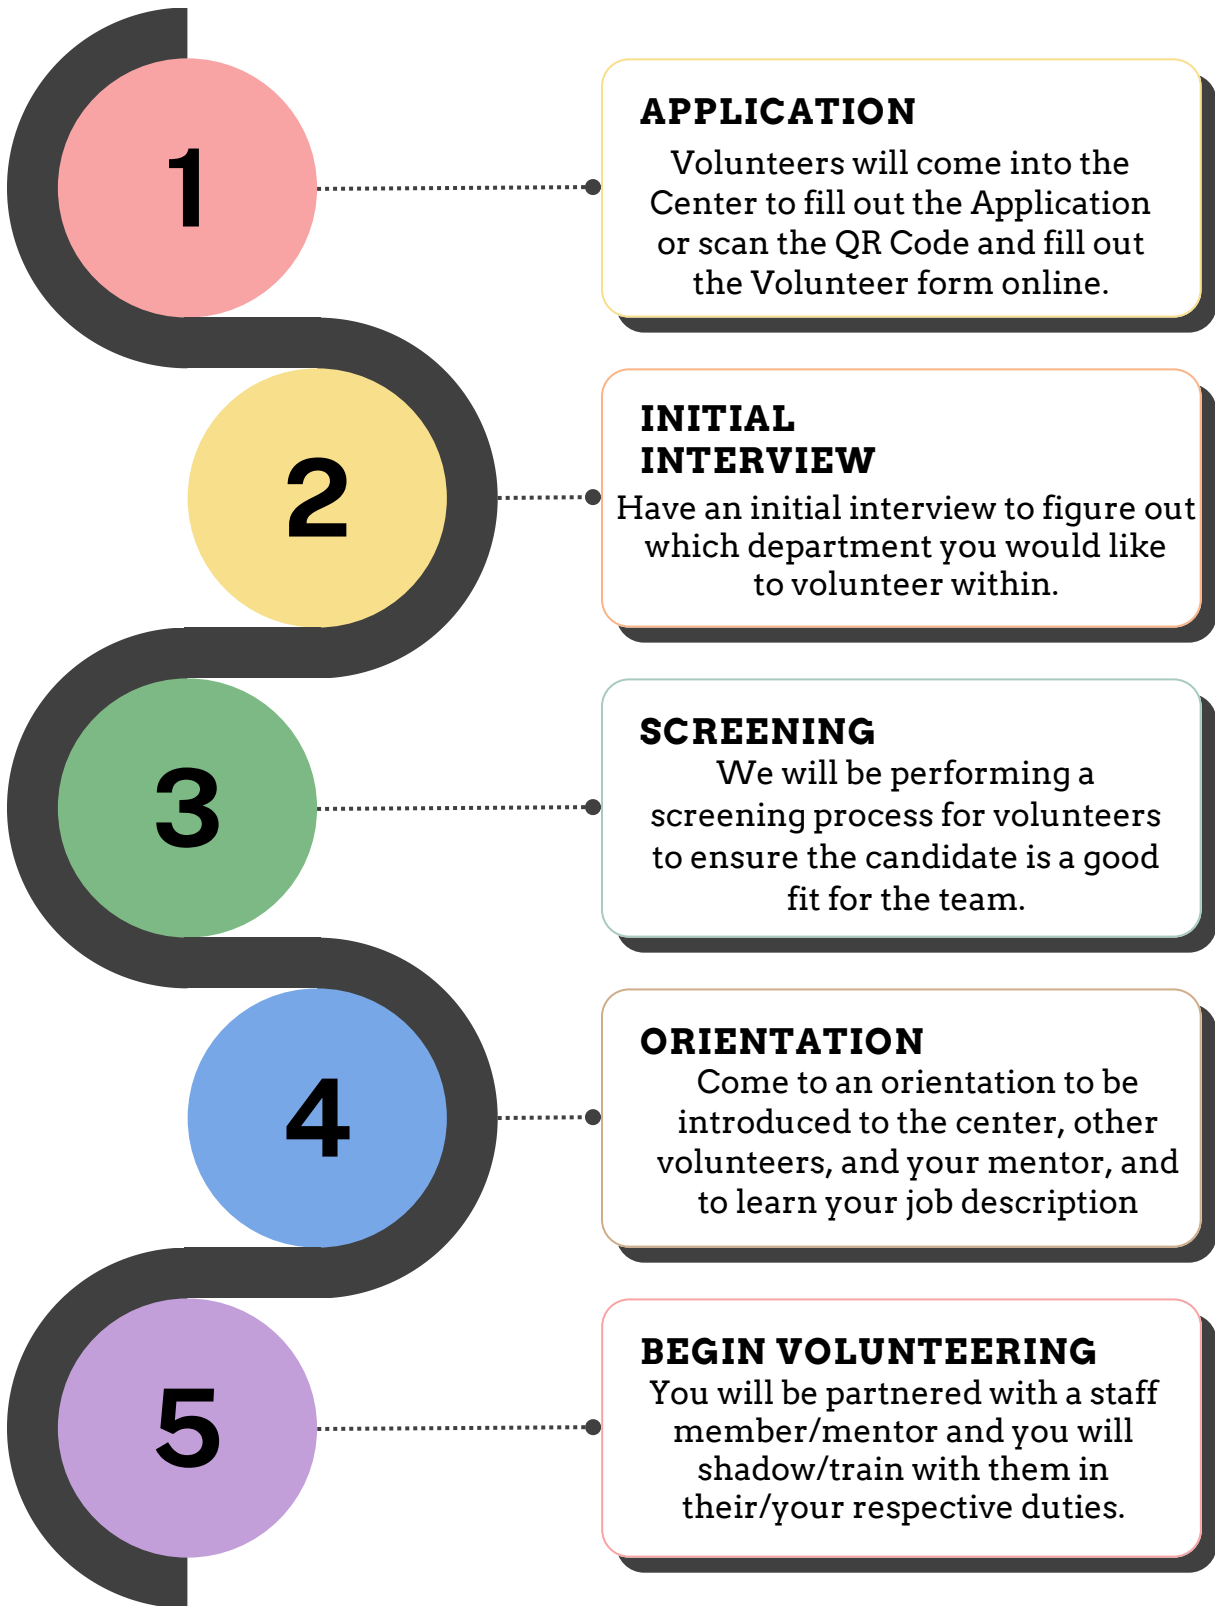 1
APPLICATION
Volunteers will come into the
Center to fill out the Application
or scan the QR Code and fill out
the Volunteer form online.
2
INITIAL
INTERVIEW
Have an initial interview to figure out
which department you would like
to volunteer within.
3
SCREENING
We will be performing a
screening process for volunteers
to ensure the candidate is a good
fit for the team.
4
ORIENTATION
Come to an orientation to be
introduced to the center, other
volunteers, and your mentor, and
to learn your job description
5
BEGIN VOLUNTEERING
You will be partnered with a staff
member/mentor and you will
shadow/train with them in
their/your respective duties.